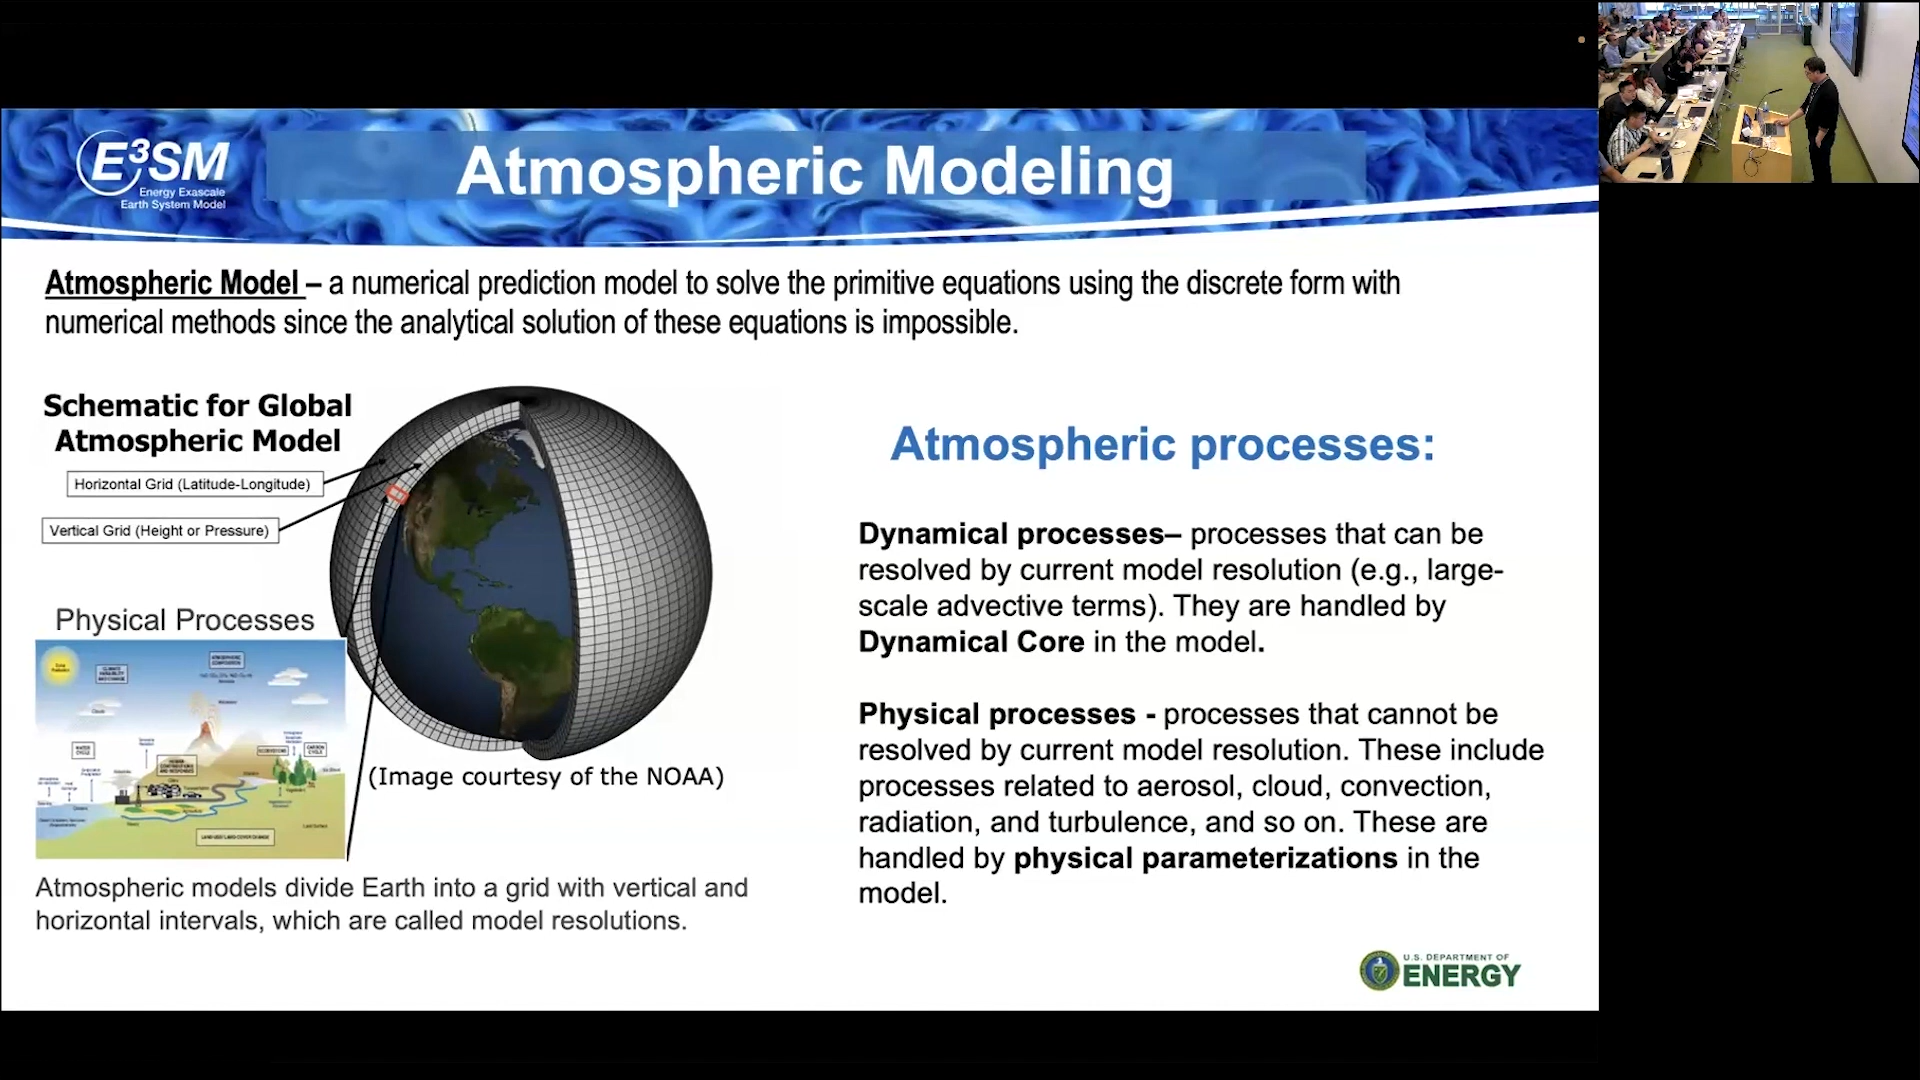 E³SM
Energy Exascale
Earth System Model
Atmospheric Modeling
Atmospheric Model – a numerical prediction model to solve the primitive equations using the discrete form with
numerical methods since the analytical solution of these equations is impossible.
Schematic for Global
Atmospheric Model
Horizontal Grid (Latitude-Longitude)
Vertical Grid (Height or Pressure)
Physical Processes
(Image courtesy of the NOAA)
Atmospheric models divide Earth into a grid with vertical and
horizontal intervals, which are called model resolutions.
Atmospheric processes:
Dynamical processes– processes that can be
resolved by current model resolution (e.g., large-
scale advective terms). They are handled by
Dynamical Core in the model.
Physical processes - processes that cannot be
resolved by current model resolution. These include
processes related to aerosol, cloud, convection,
radiation, and turbulence, and so on. These are
handled by physical parameterizations in the
model.
U.S. DEPARTMENT OF
ENERGY